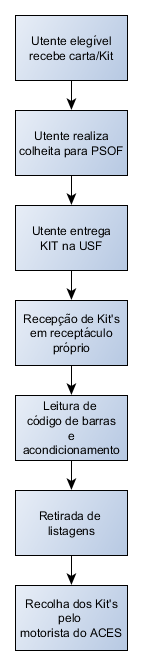 Utente elegível
recebe carta/Kit
Utente realiza
colheita para PSOF
Utente entrega
KIT na USF
Recepção de Kit's
em receptáculo
próprio
Leitura de
código de barras
e
acondicionamento
Retirada de
listagens
Recolha dos Kit's
pelo
motorista do ACES